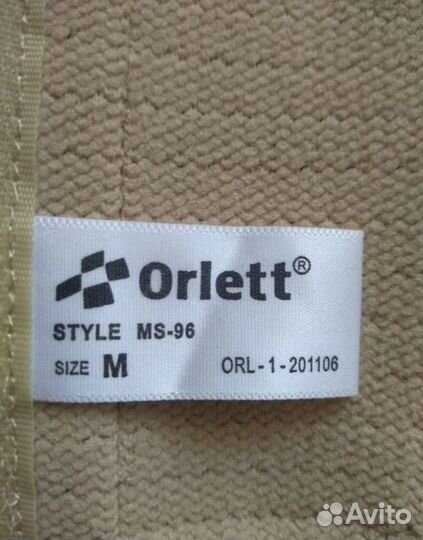 Orlett®
STYLE MS-96
SIZE M ORL-1-201106
Avito